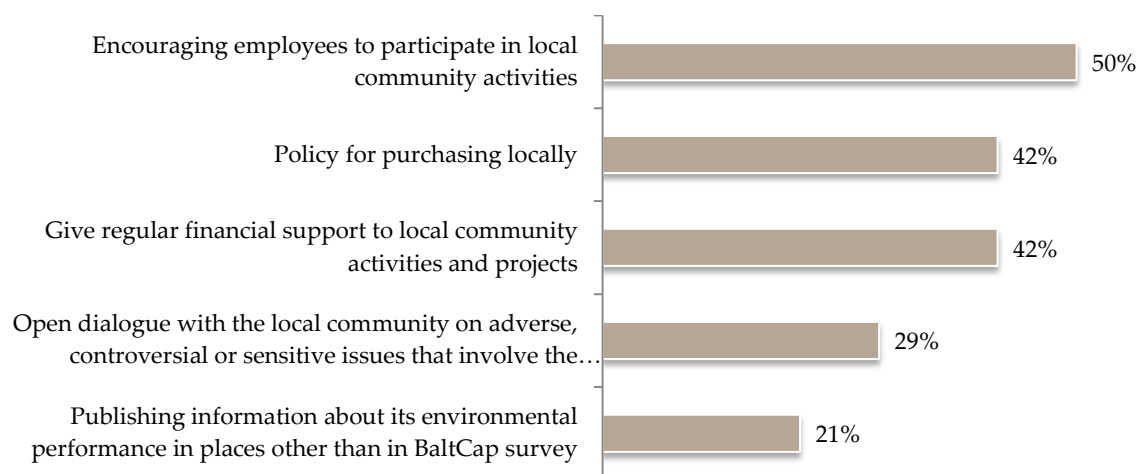 Encouraging employees to participate in local
community activities
50%
Policy for purchasing locally
42%
Give regular financial support to local community
activities and projects
42%
Open dialogue with the local community on adverse,
controversial or sensitive issues that involve the…
29%
Publishing information about its environmental
performance in places other than in BaltCap survey
21%